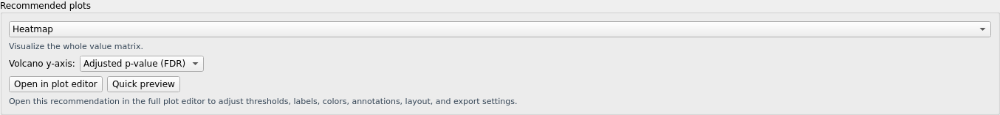 Recommended plots
Heatmap
Visualize the whole value matrix.
Volcano y-axis: Adjusted p-value (FDR)
Open in plot editor Quick preview
Open this recommendation in the full plot editor to adjust thresholds, labels, colors, annotations, layout, and export settings.